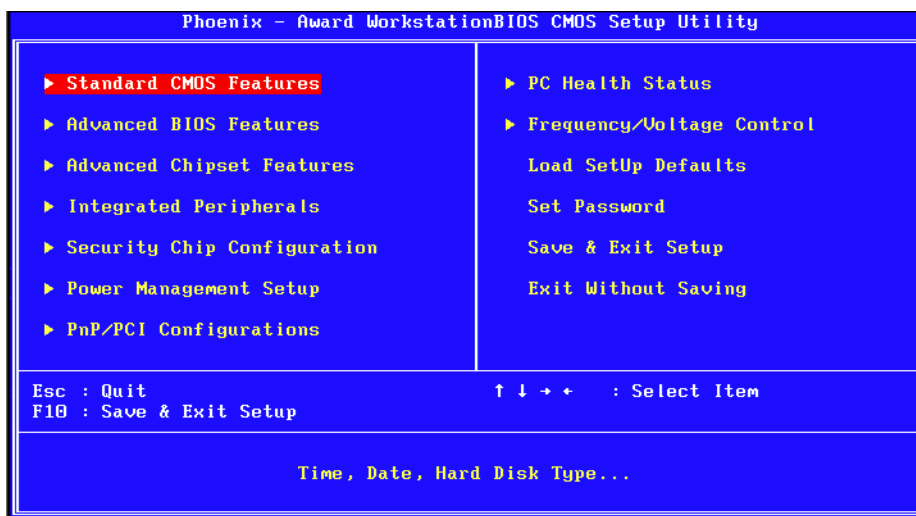 Phoenix - Award WorkstationBIOS CMOS Setup Utility
▶ Standard CMOS Features
▶ Advanced BIOS Features
▶ Advanced Chipset Features
▶ Integrated Peripherals
▶ Security Chip Configuration
▶ Power Management Setup
▶ PnP/PCI Configurations
▶ PC Health Status
▶ Frequency/Voltage Control
Load SetUp Defaults
Set Password
Save & Exit Setup
Exit Without Saving
Esc : Quit
F10 : Save & Exit Setup
↑ ↓ → ← : Select Item
Time, Date, Hard Disk Type...